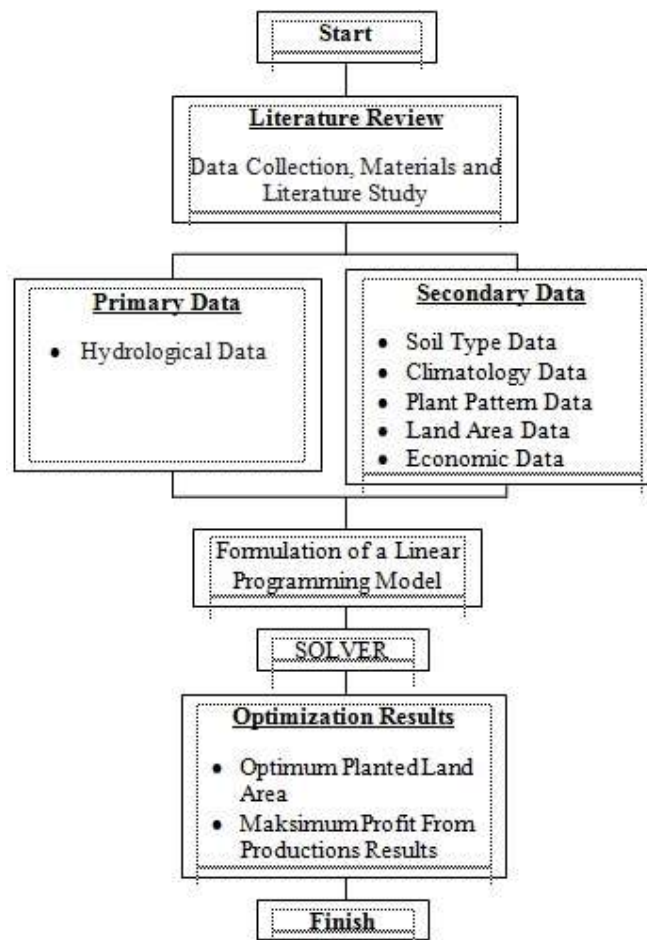 Start
Literature Review
Data Collection, Materials and
Literature Study
Primary Data
• Hydrological Data
Secondary Data
• Soil Type Data
• Climatology Data
• Plant Pattern Data
• Land Area Data
• Economic Data
Formulation of a Linear
Programming Model
SOLVER
Optimization Results
• Optimum Planted Land
Area
• Maksimum Profit From
Productions Results
Finish